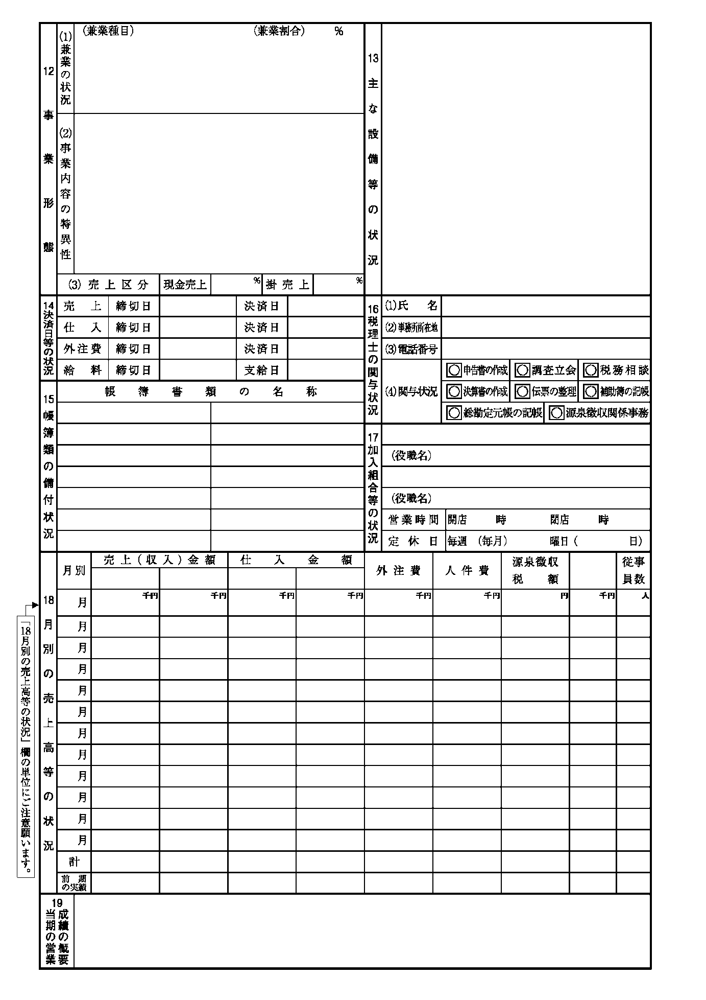 12 事業形態
(1)兼業の状況
（兼業種目）　（兼業割合）　％
(2)事業内容の特異性
(3) 売上区分　現金売上　％　掛売上　％
13 主な設備等の状況
14 決済日等の状況
売上　締切日　決済日
仕入　締切日　決済日
外注費　締切日　決済日
給料　締切日　支給日
15 帳簿類の備付状況
帳簿書類の名称
16 税理士の関与状況
(1)氏名
(2)事務所所在地
(3)電話番号
(4)関与状況
○ 申告書の作成　○ 調査立会　○ 税務相談
○ 決算書の作成　○ 伝票の整理　○ 補助簿の記帳
○ 総勘定元帳の記帳　○ 源泉徴収関係事務
17 加入組合等の状況
（役職名）
（役職名）
営業時間　開店　時　閉店　時
定休日　毎週（毎月）　曜日（　日）
18 月別の売上高等の状況
月別　売上（収入）金額　仕入金額　外注費　人件費　源泉徴収税額　従事員数
月　千円　千円　千円　千円　千円　千円　円　千円　人
月
月
月
月
月
月
月
月
月
月
月
計
前期の実績
「18月別の売上高等の状況」欄の単位にご注意願います。
19 当期の営業成績の概要